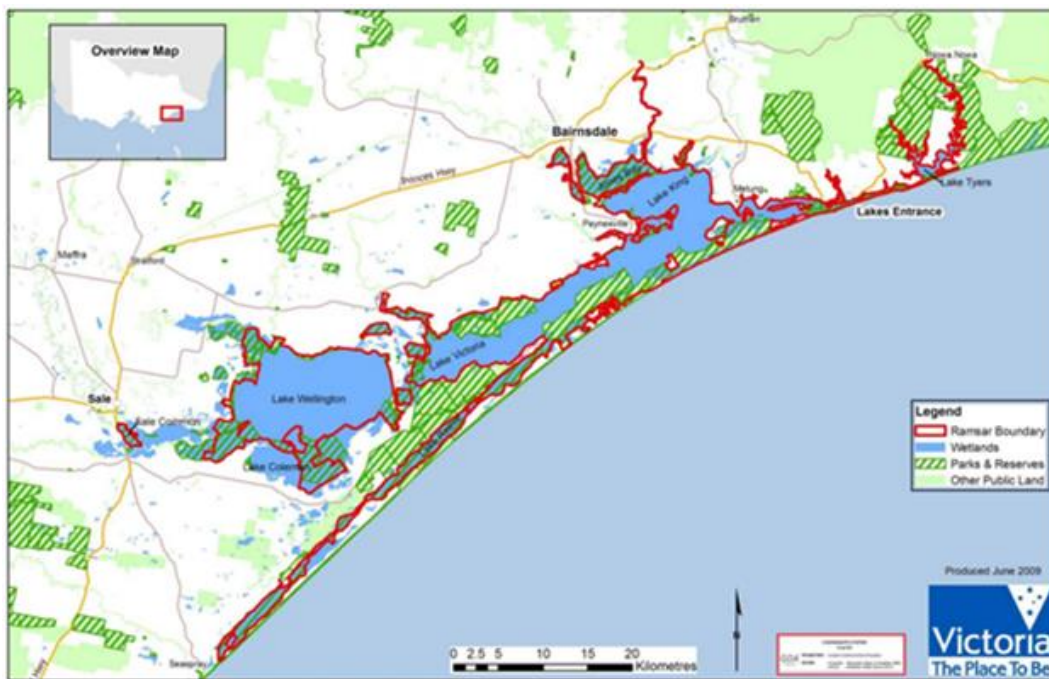 Overview Map
Bruthen
Nowa Nowa
Bairnsdale
Princes Hwy
Lake King
Metung
Lake Tyers
Paynesville
Lakes Entrance
Maffra
Stratford
Lake Victoria
Lake Wellington
Sale
Sale Common
Lake Coleman
Legend
Ramsar Boundary
Wetlands
Parks & Reserves
Other Public Land
Produced June 2009
N
Seaspray
Hwy
0 2.5 5 10 15 20
Kilometres
Victoria
The Place To Be